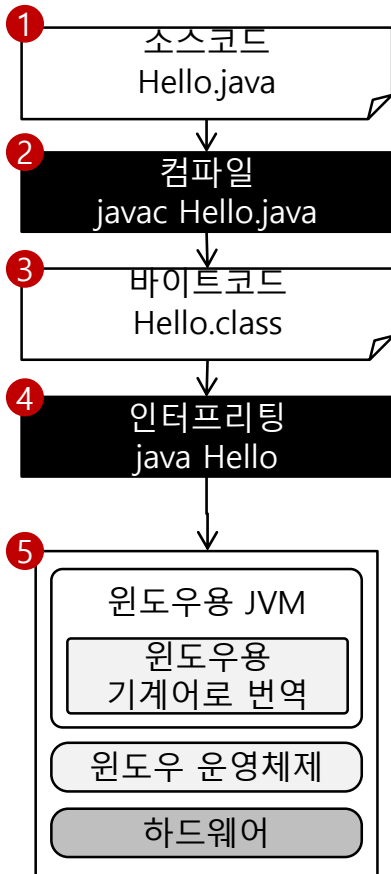 1
소스코드
Hello.java
2
컴파일
javac Hello.java
3
바이트코드
Hello.class
4
인터프리팅
java Hello
5
윈도우용 JVM
윈도우용
기계어로 번역
윈도우 운영체제
하드웨어